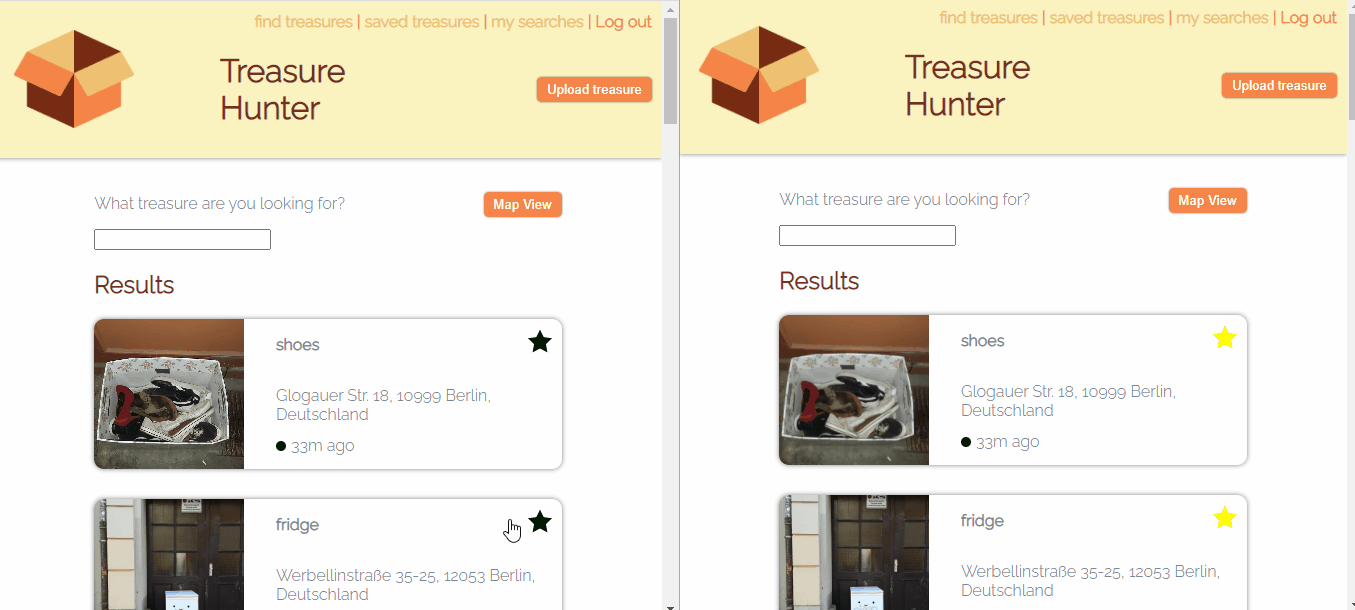 find treasures | saved treasures | my searches | Log out
Treasure
Hunter
Upload treasure
What treasure are you looking for?
Map View
Results
shoes
Glogauer Str. 18, 10999 Berlin,
Deutschland
33m ago
fridge
Werbellinstraße 35-25, 12053 Berlin,
Deutschland
find treasures | saved treasures | my searches | Log out
Treasure
Hunter
Upload treasure
What treasure are you looking for?
Map View
Results
shoes
Glogauer Str. 18, 10999 Berlin,
Deutschland
33m ago
fridge
Werbellinstraße 35-25, 12053 Berlin,
Deutschland